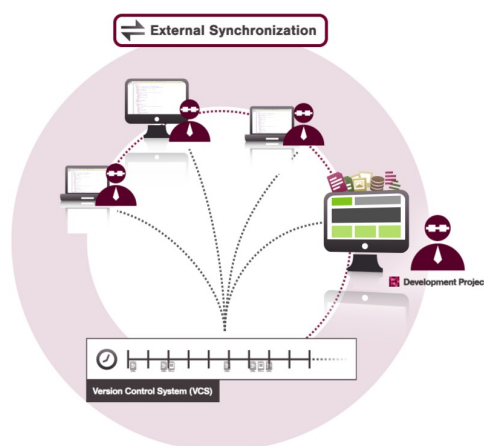 External Synchronization
Development Projec
Version Control System (VCS)